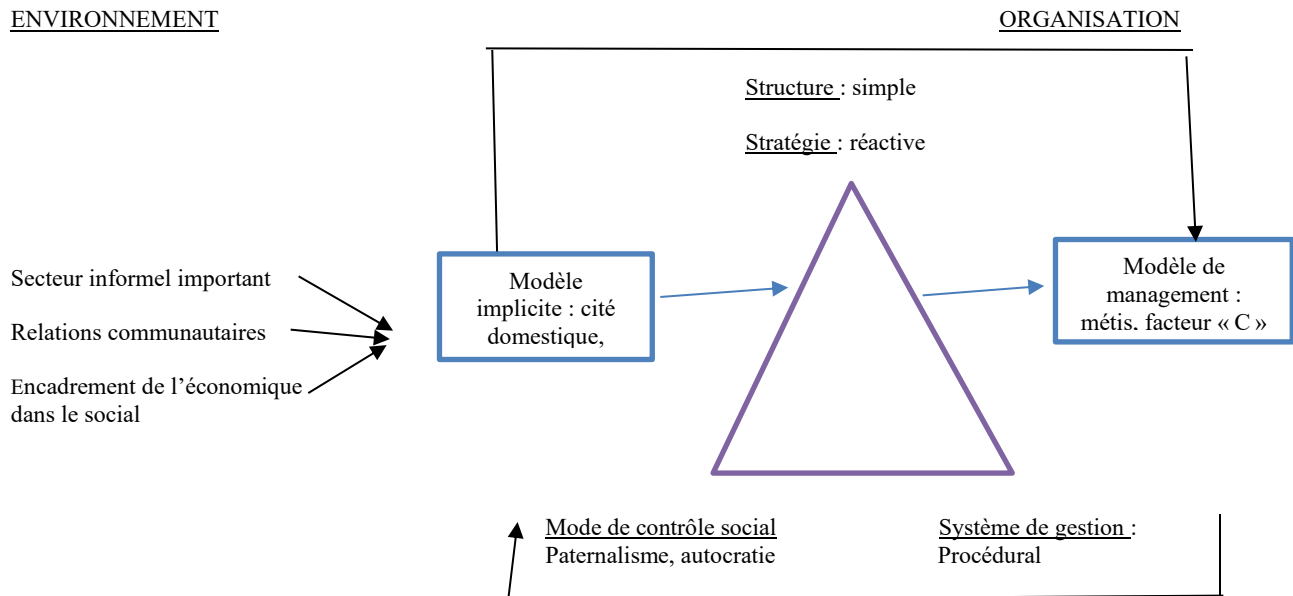 ENVIRONNEMENT
ORGANISATION
Structure : simple
Stratégie : réactive
Secteur informel important
Relations communautaires
Encadrement de l’économique
dans le social
Modèle
implicite : cité
domestique,
Modèle de
management :
métis. facteur « C »
Mode de contrôle social
Paternalisme, autocratie
Système de gestion :
Procédural